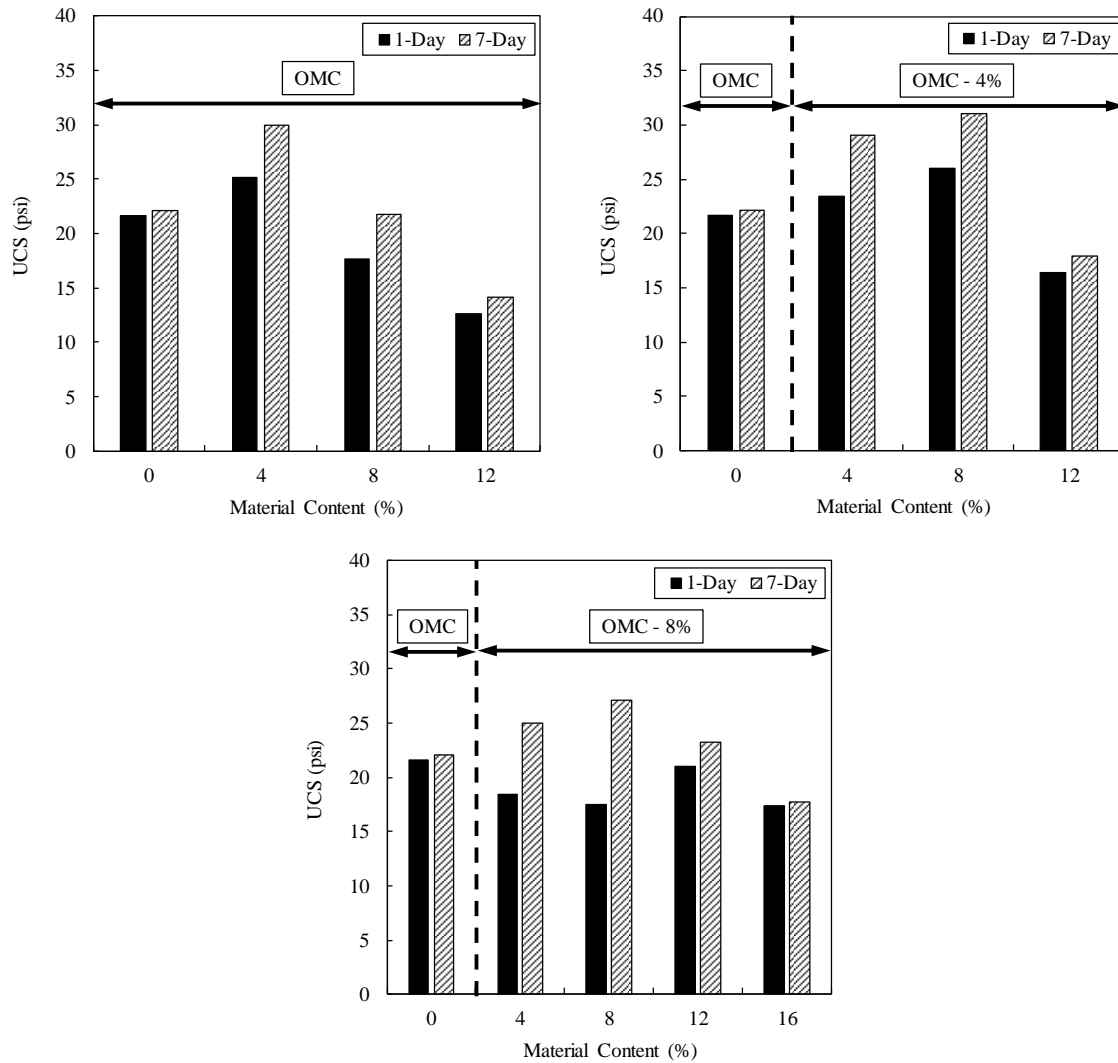 40
35
30
25
20
15
10
5
0
UCS (psi)
1-Day 7-Day
OMC
0 4 8 12
Material Content (%)
40
35
30
25
20
15
10
5
0
UCS (psi)
1-Day 7-Day
OMC OMC - 4%
0 4 8 12
Material Content (%)
40
35
30
25
20
15
10
5
0
UCS (psi)
1-Day 7-Day
OMC OMC - 8%
0 4 8 12 16
Material Content (%)